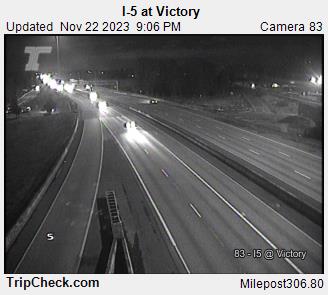 I-5 at Victory
Updated Nov 22 2023 9:06 PM Camera 83
T
S
83 - I5 @ Victory
TripCheck.com Milepost306.80